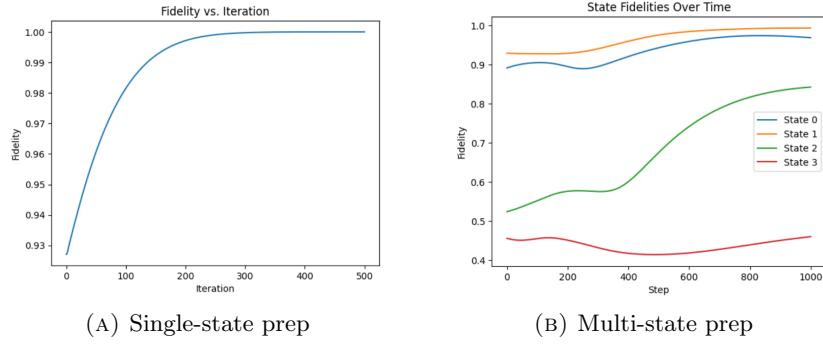 Fidelity vs. Iteration
1.00
0.99
0.98
0.97
0.96
0.95
0.94
0.93
Fidelity
0 100 200 300 400 500
Iteration
(A) Single-state prep
State Fidelities Over Time
1.0
0.9
0.8
0.7
0.6
0.5
0.4
Fidelity
State 0
State 1
State 2
State 3
0 200 400 600 800 1000
Step
(B) Multi-state prep